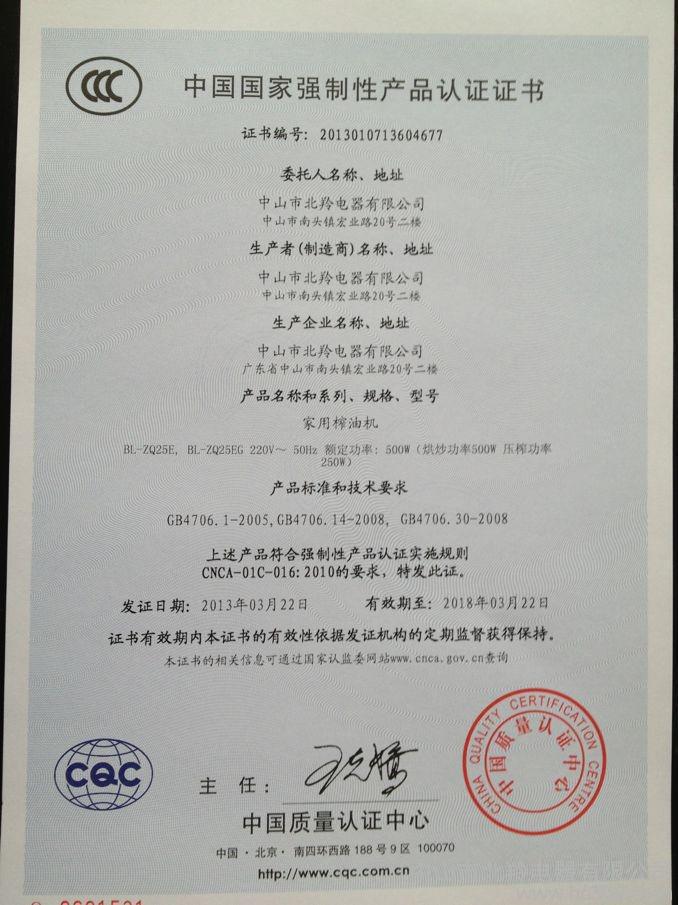 中国国家强制性产品认证证书
证书编号: 2013010713604677
委托人名称、地址
中山市北羚电器有限公司
中山市南头镇宏业路20号二楼
生产者(制造商)名称、地址
中山市北羚电器有限公司
中山市南头镇宏业路20号二楼
生产企业名称、地址
中山市北羚电器有限公司
广东省中山市南头镇宏业路20号二楼
产品名称和系列、规格、型号
家用榨油机
BL-ZQ25E, BL-ZQ25EG 220V～ 50Hz 额定功率: 500W (烘炒功率500W 压榨功率
250W)
产品标准和技术要求
GB4706.1-2005,GB4706.14-2008, GB4706.30-2008
上述产品符合强制性产品认证实施规则
CNCA-01C-016:2010的要求, 特发此证。
发证日期: 2013年03月22日 有效期至: 2018年03月22日
证书有效期内本证书的有效性依据发证机构的定期监督获得保持。
本证书的相关信息可通过国家认监委网站www.cnca.gov.cn查询
CHINA QUALITY CERTIFICATION CENTRE
中国质量认证中心
CQC
主 任:
中国质量认证中心
中国·北京·南四环西路188号9区 100070
http://www.cqc.com.cn